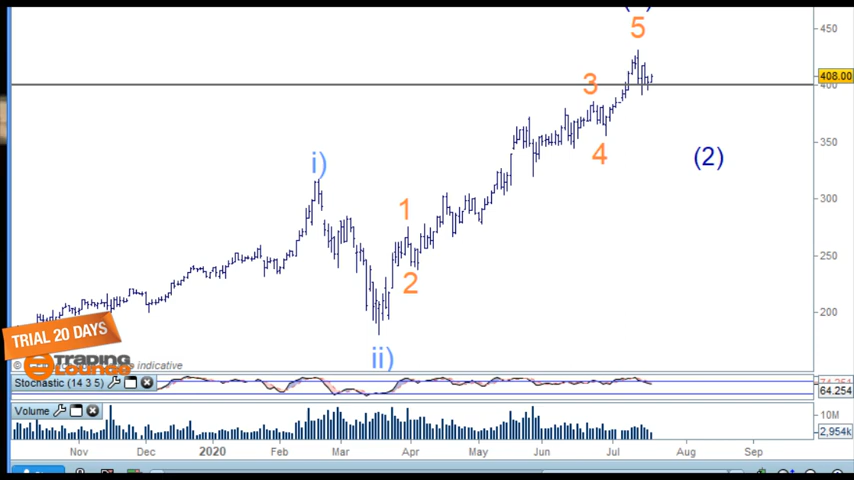 5
450
408.00
400
3
350
4
(2)
i)
300
1
250
2
200
ii)
TRIAL 20 DAYS
TRADING
LOUNGE
indicative
Stochastic (14 3 5)
64.254
Volume
10M
2,954k
Nov Dec 2020 Feb Mar Apr May Jun Jul Aug Sep